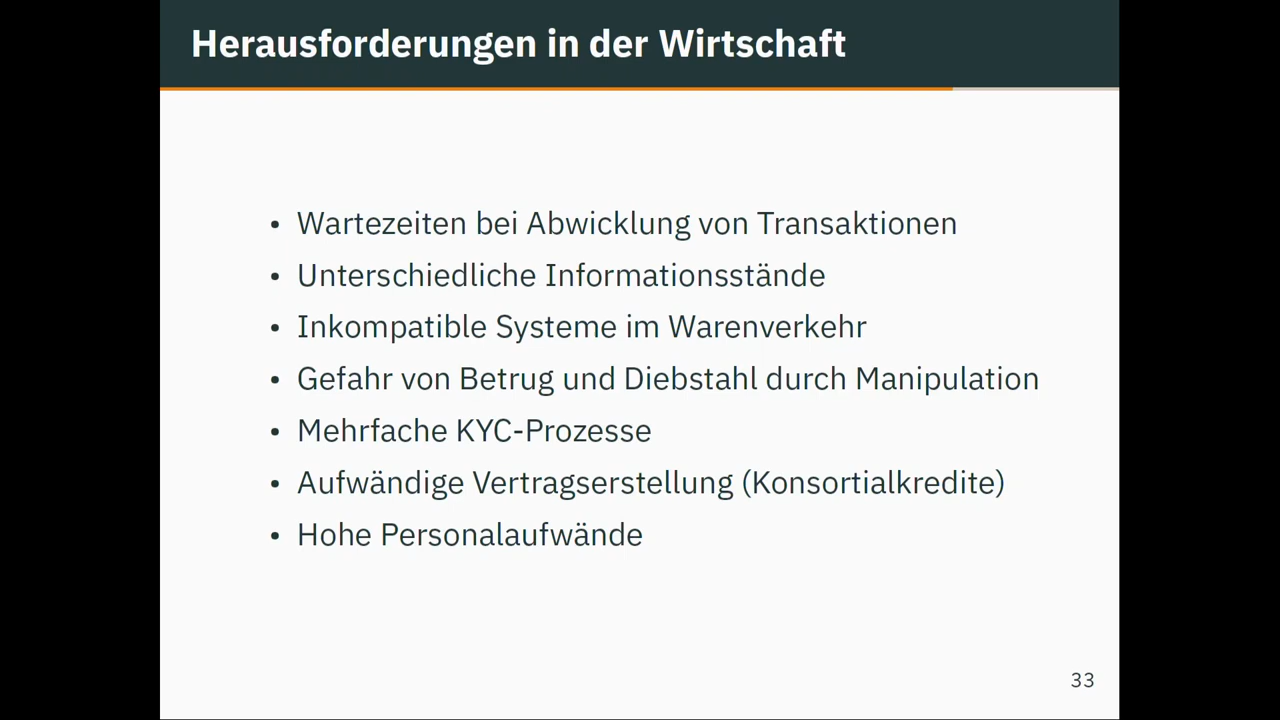 Herausforderungen in der Wirtschaft
• Wartezeiten bei Abwicklung von Transaktionen
• Unterschiedliche Informationsstände
• Inkompatible Systeme im Warenverkehr
• Gefahr von Betrug und Diebstahl durch Manipulation
• Mehrfache KYC-Prozesse
• Aufwändige Vertragserstellung (Konsortialkredite)
• Hohe Personalaufwände
33